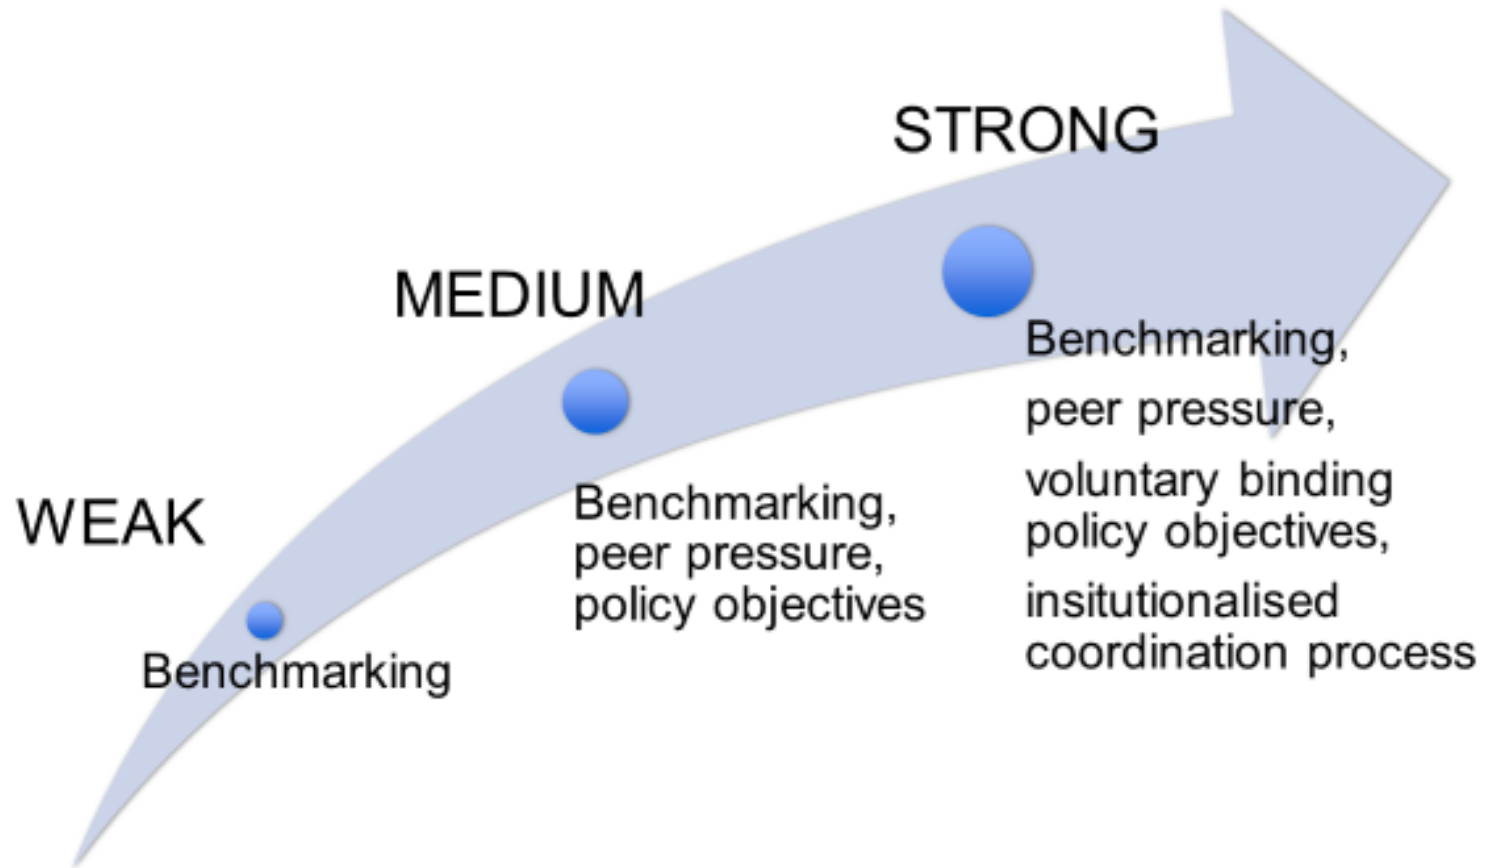 WEAK
Benchmarking
MEDIUM
Benchmarking,
peer pressure,
policy objectives
STRONG
Benchmarking,
peer pressure,
voluntary binding
policy objectives,
insitutionalised
coordination process